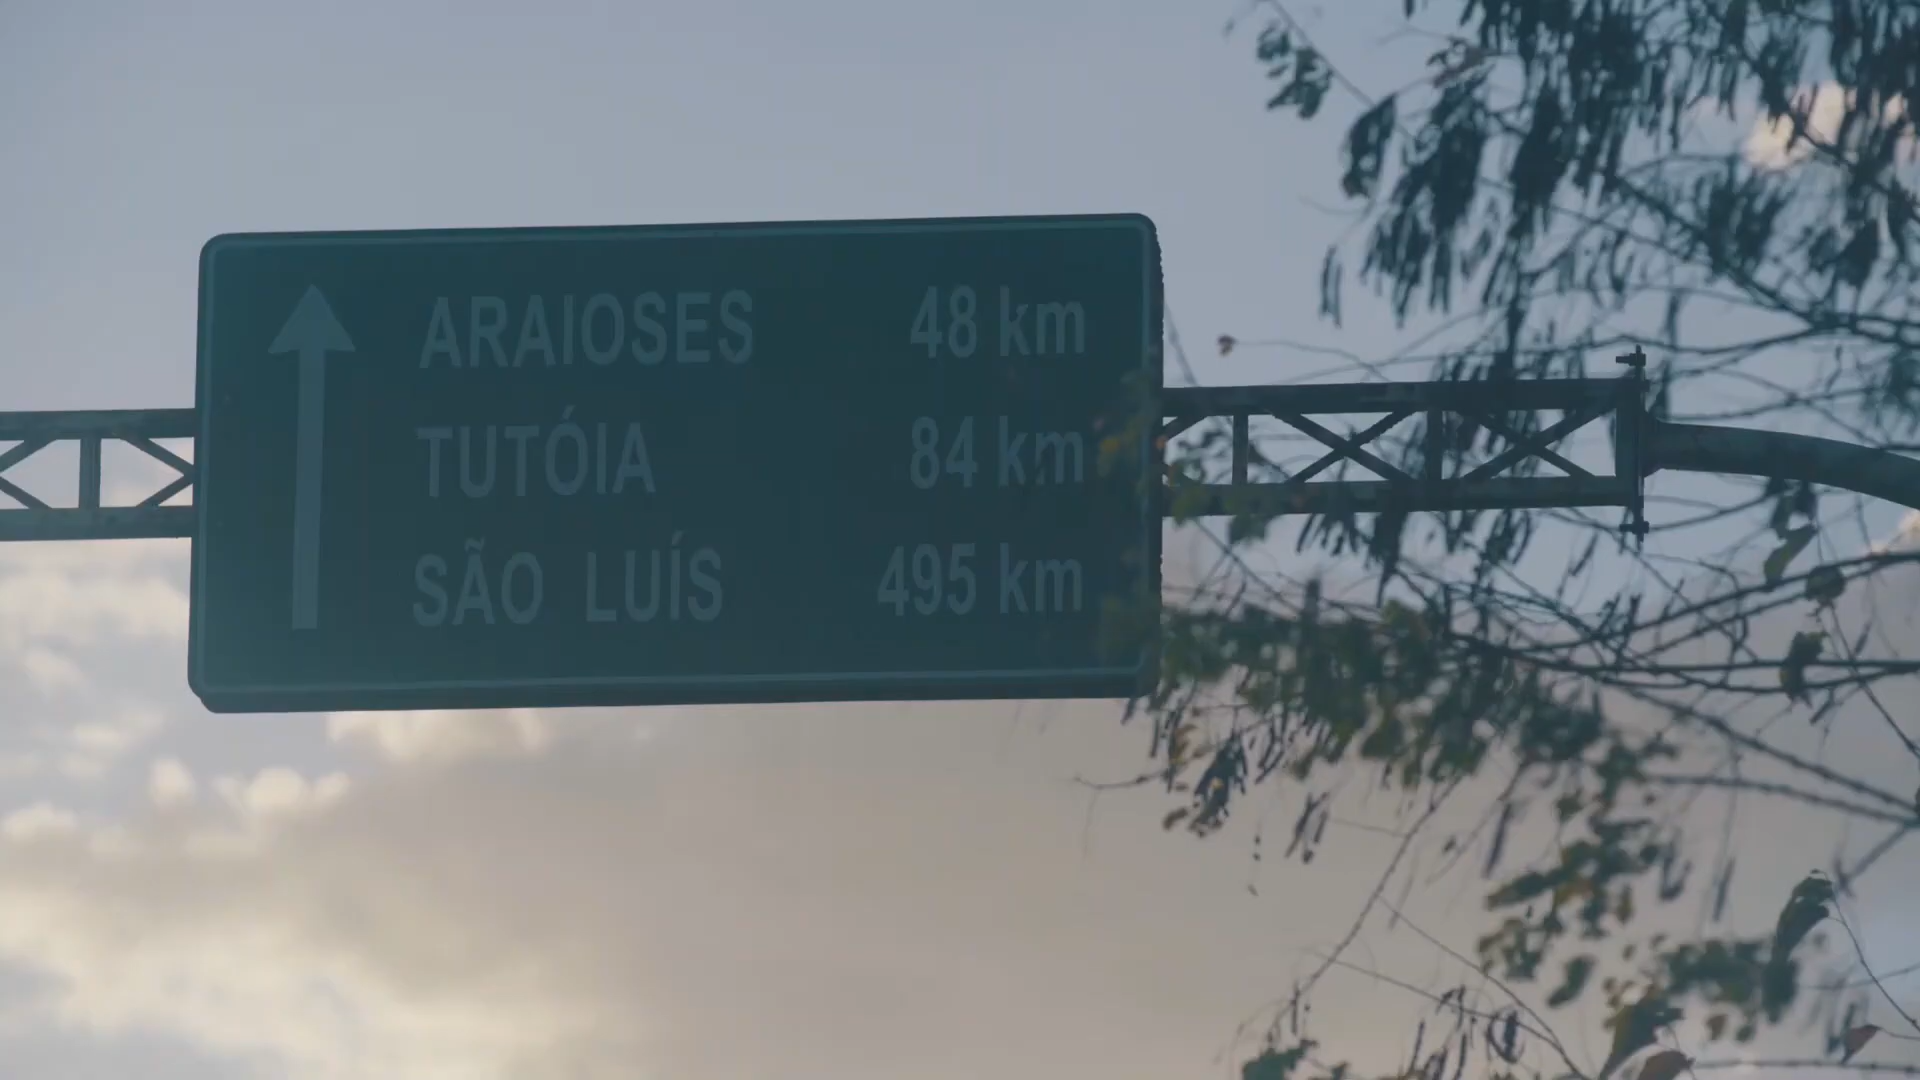 ARAIOSES 48 km
TUTÓIA 84 km
SÃO LUÍS 495 km